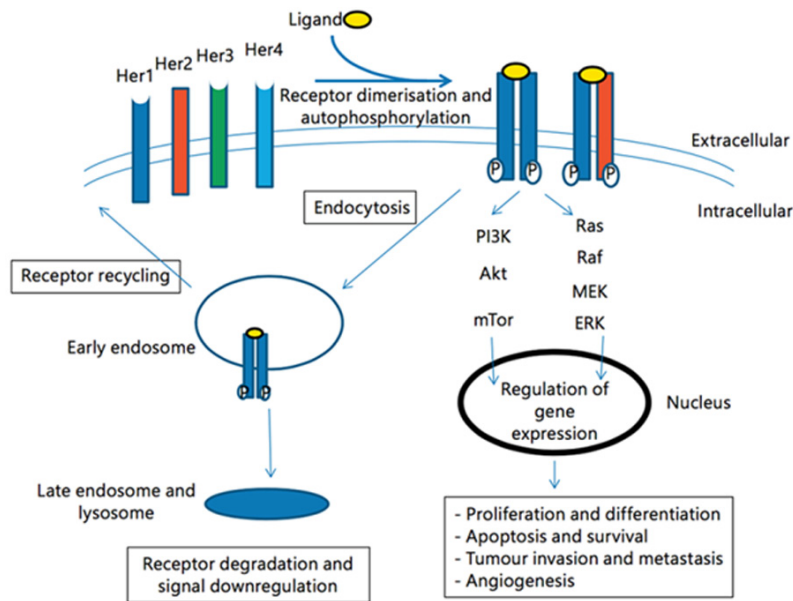 Ligand
Her1
Her2
Her3
Her4
Receptor dimerisation and
autophosphorylation
Extracellular
Intracellular
P
P
P
P
Endocytosis
Receptor recycling
Early endosome
P
P
Late endosome and
lysosome
Receptor degradation and
signal downregulation
PI3K
Akt
mTor
Ras
Raf
MEK
ERK
Regulation of
gene
expression
Nucleus
- Proliferation and differentiation
- Apoptosis and survival
- Tumour invasion and metastasis
- Angiogenesis